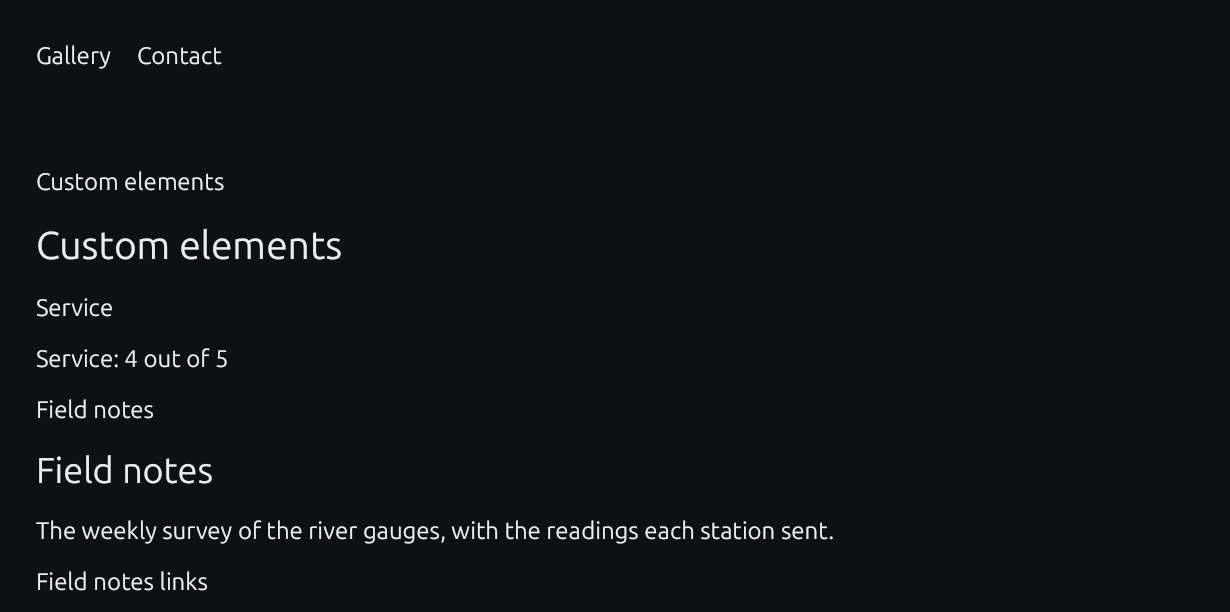 Gallery Contact
Custom elements
Custom elements
Service
Service: 4 out of 5
Field notes
Field notes
The weekly survey of the river gauges, with the readings each station sent.
Field notes links